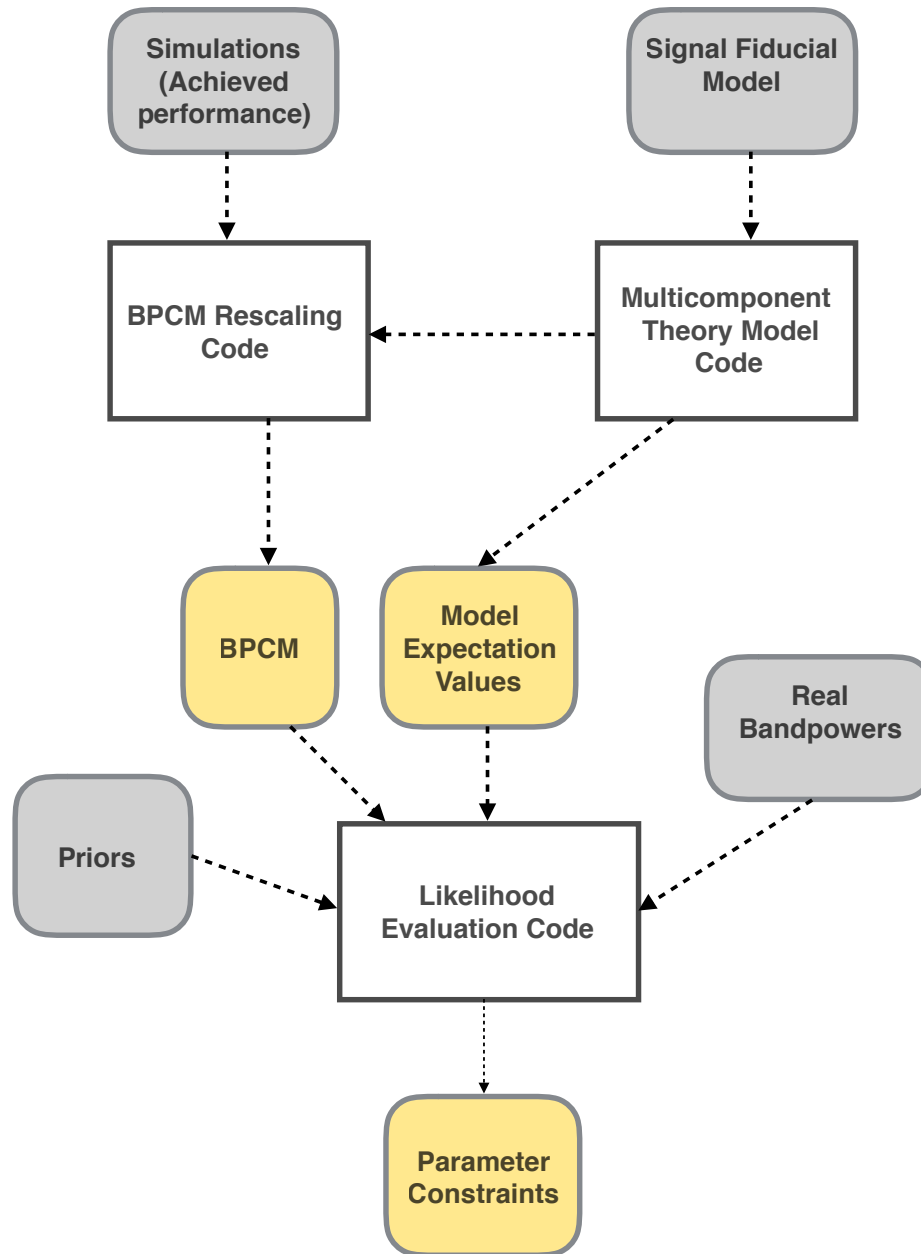 Simulations
(Achieved
performance)
Signal Fiducial
Model
BPCM Rescaling
Code
Multicomponent
Theory Model
Code
BPCM
Model
Expectation
Values
Real
Bandpowers
Priors
Likelihood
Evaluation Code
Parameter
Constraints